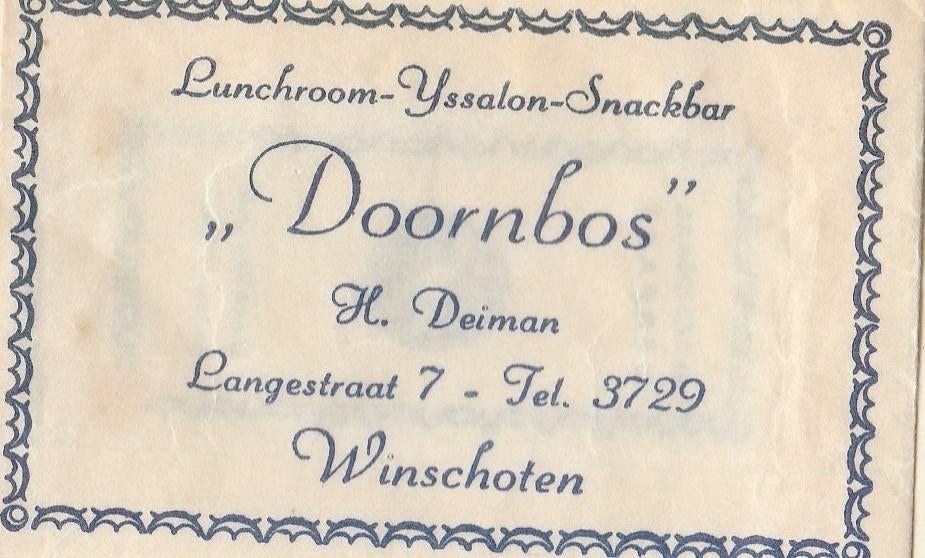 Lunchroom-Yssalon-Snackbar
„Doornbos”
H. Deiman
Langestraat 7 - Tel. 3729
Winschoten